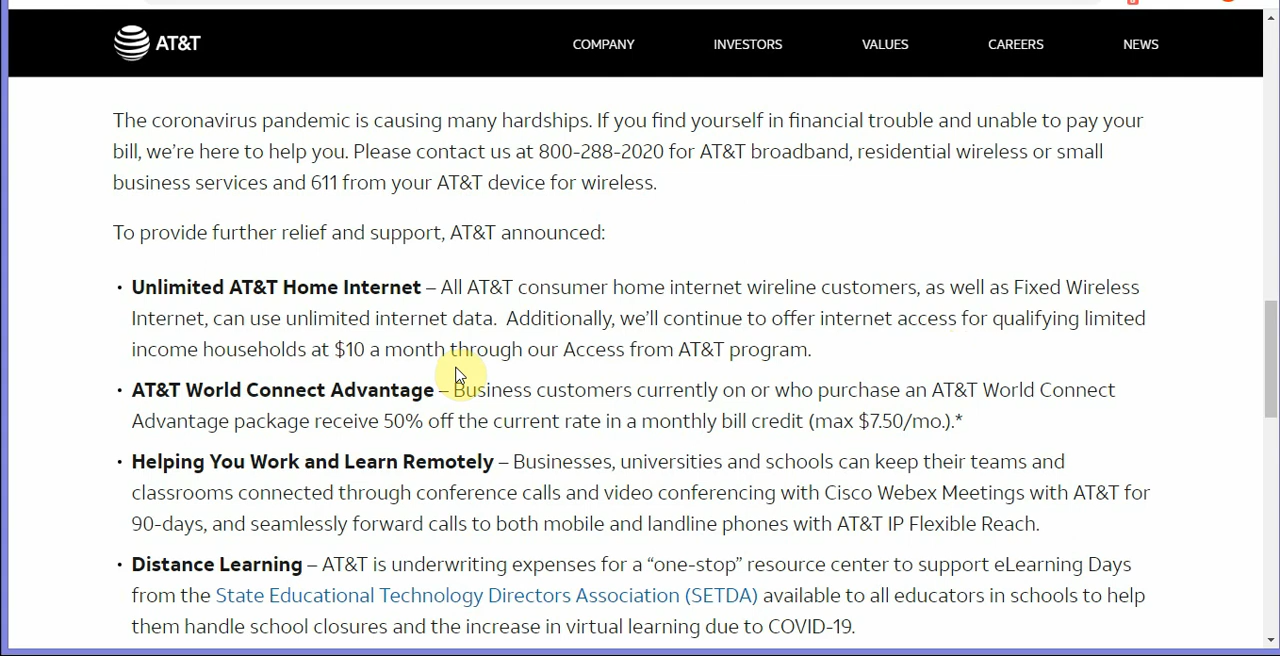 AT&T
COMPANY
INVESTORS
VALUES
CAREERS
NEWS
The coronavirus pandemic is causing many hardships. If you find yourself in financial trouble and unable to pay your
bill, we’re here to help you. Please contact us at 800-288-2020 for AT&T broadband, residential wireless or small
business services and 611 from your AT&T device for wireless.
To provide further relief and support, AT&T announced:
• Unlimited AT&T Home Internet – All AT&T consumer home internet wireline customers, as well as Fixed Wireless
Internet, can use unlimited internet data. Additionally, we’ll continue to offer internet access for qualifying limited
income households at $10 a month through our Access from AT&T program.
• AT&T World Connect Advantage – Business customers currently on or who purchase an AT&T World Connect
Advantage package receive 50% off the current rate in a monthly bill credit (max $7.50/mo.).*
• Helping You Work and Learn Remotely – Businesses, universities and schools can keep their teams and
classrooms connected through conference calls and video conferencing with Cisco Webex Meetings with AT&T for
90-days, and seamlessly forward calls to both mobile and landline phones with AT&T IP Flexible Reach.
• Distance Learning – AT&T is underwriting expenses for a “one-stop” resource center to support eLearning Days
from the State Educational Technology Directors Association (SETDA) available to all educators in schools to help
them handle school closures and the increase in virtual learning due to COVID-19.